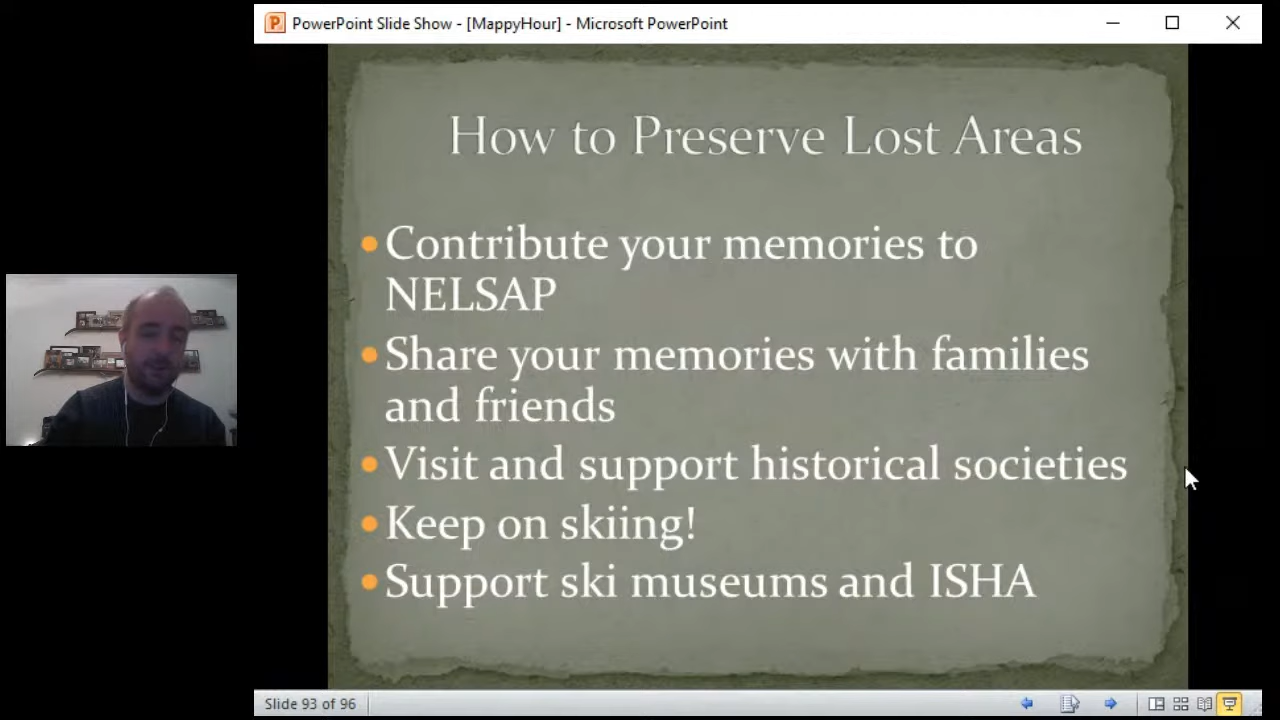 PowerPoint Slide Show - [MappyHour] - Microsoft PowerPoint
How to Preserve Lost Areas
Contribute your memories to
NELSAP
Share your memories with families
and friends
Visit and support historical societies
Keep on skiing!
Support ski museums and ISHA
Slide 93 of 96